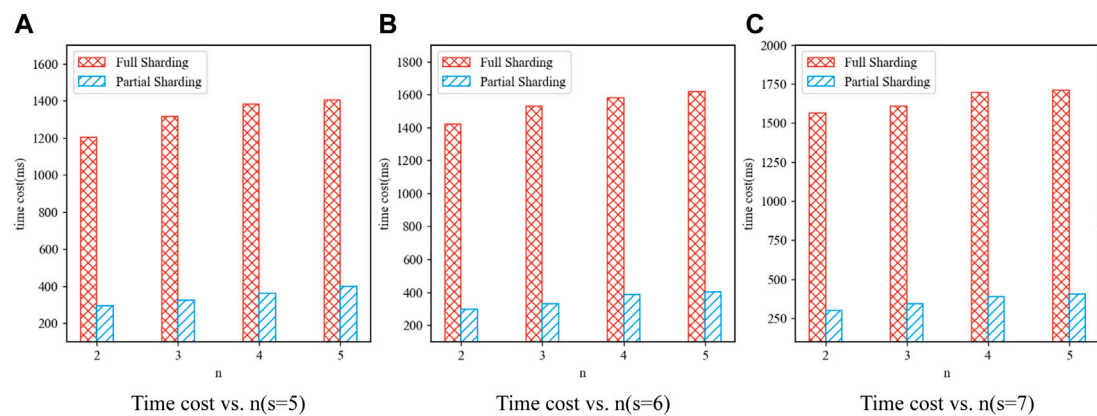 A
1600
1400
1200
1000
800
600
400
200
time cost(ms)
Full Sharding
Partial Sharding
2 3 4 5
n
Time cost vs. n(s=5)
B
1800
1600
1400
1200
1000
800
600
400
200
time cost(ms)
Full Sharding
Partial Sharding
2 3 4 5
n
Time cost vs. n(s=6)
C
2000
1750
1500
1250
1000
750
500
250
time cost(ms)
Full Sharding
Partial Sharding
2 3 4 5
n
Time cost vs. n(s=7)